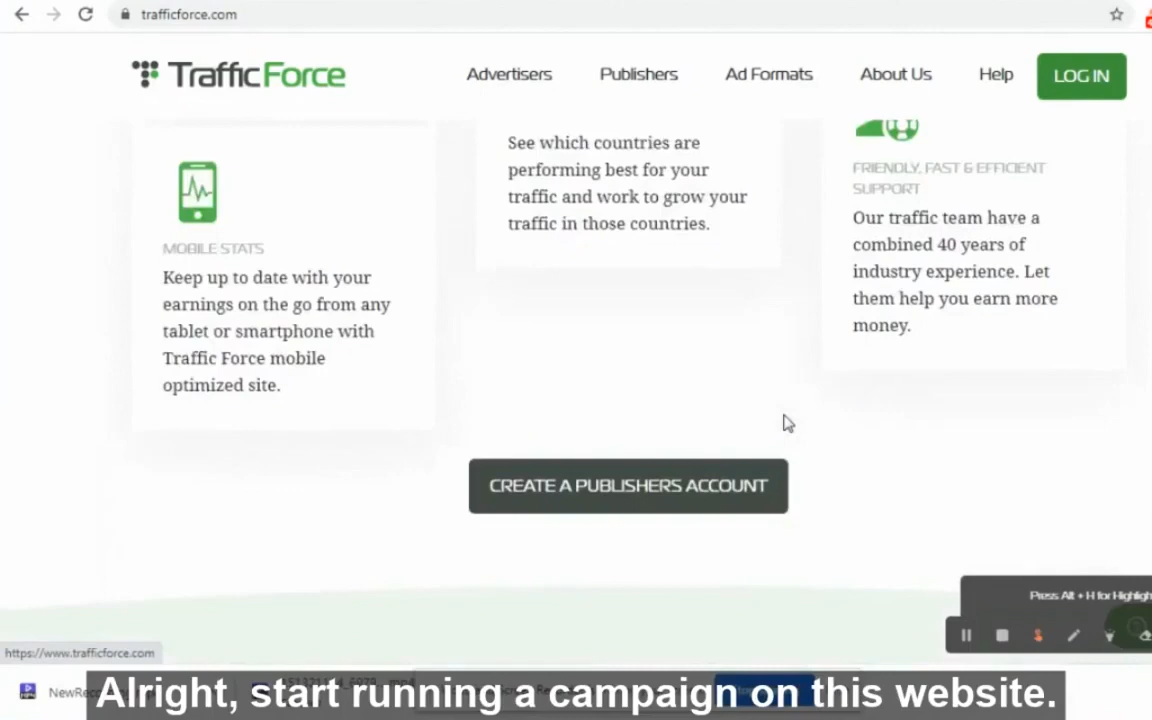 trafficforce.com
TrafficForce
Advertisers
Publishers
Ad Formats
About Us
Help
LOG IN
MOBILE STATS
Keep up to date with your
earnings on the go from any
tablet or smartphone with
Traffic Force mobile
optimized site.
See which countries are
performing best for your
traffic and work to grow your
traffic in those countries.
FRIENDLY, FAST & EFFICIENT
SUPPORT
Our traffic team have a
combined 40 years of
industry experience. Let
them help you earn more
money.
CREATE A PUBLISHERS ACCOUNT
Press Alt + H for Highligh
https://www.trafficforce.com
Alright, start running a campaign on this website.